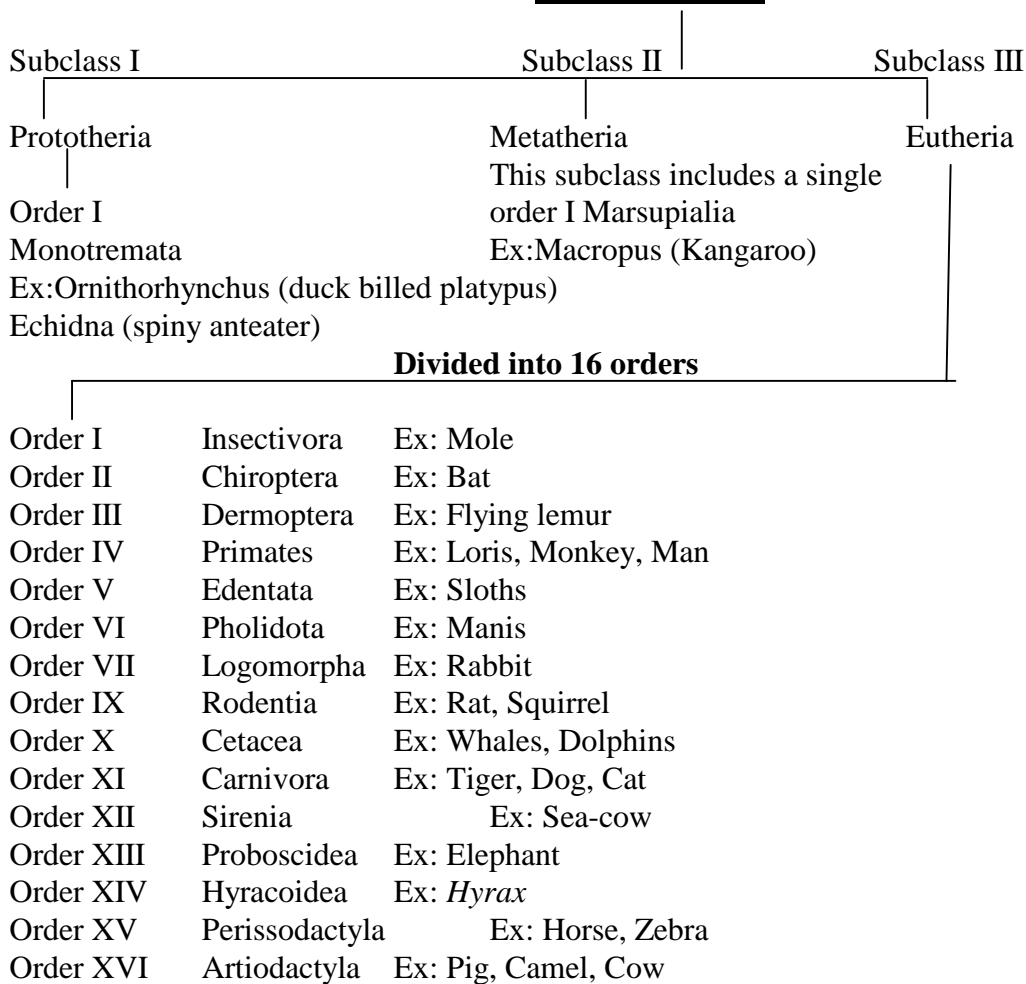 Subclass I Subclass II Subclass III
Prototheria Metatheria Eutheria
This subclass includes a single
Order I order I Marsupialia
Monotremata Ex:Macropus (Kangaroo)
Ex:Ornithorhynchus (duck billed platypus)
Echidna (spiny anteater)
Divided into 16 orders
Order I Insectivora Ex: Mole
Order II Chiroptera Ex: Bat
Order III Dermoptera Ex: Flying lemur
Order IV Primates Ex: Loris, Monkey, Man
Order V Edentata Ex: Sloths
Order VI Pholidota Ex: Manis
Order VII Logomorpha Ex: Rabbit
Order IX Rodentia Ex: Rat, Squirrel
Order X Cetacea Ex: Whales, Dolphins
Order XI Carnivora Ex: Tiger, Dog, Cat
Order XII Sirenia Ex: Sea-cow
Order XIII Proboscidea Ex: Elephant
Order XIV Hyracoidea Ex: Hyrax
Order XV Perissodactyla Ex: Horse, Zebra
Order XVI Artiodactyla Ex: Pig, Camel, Cow